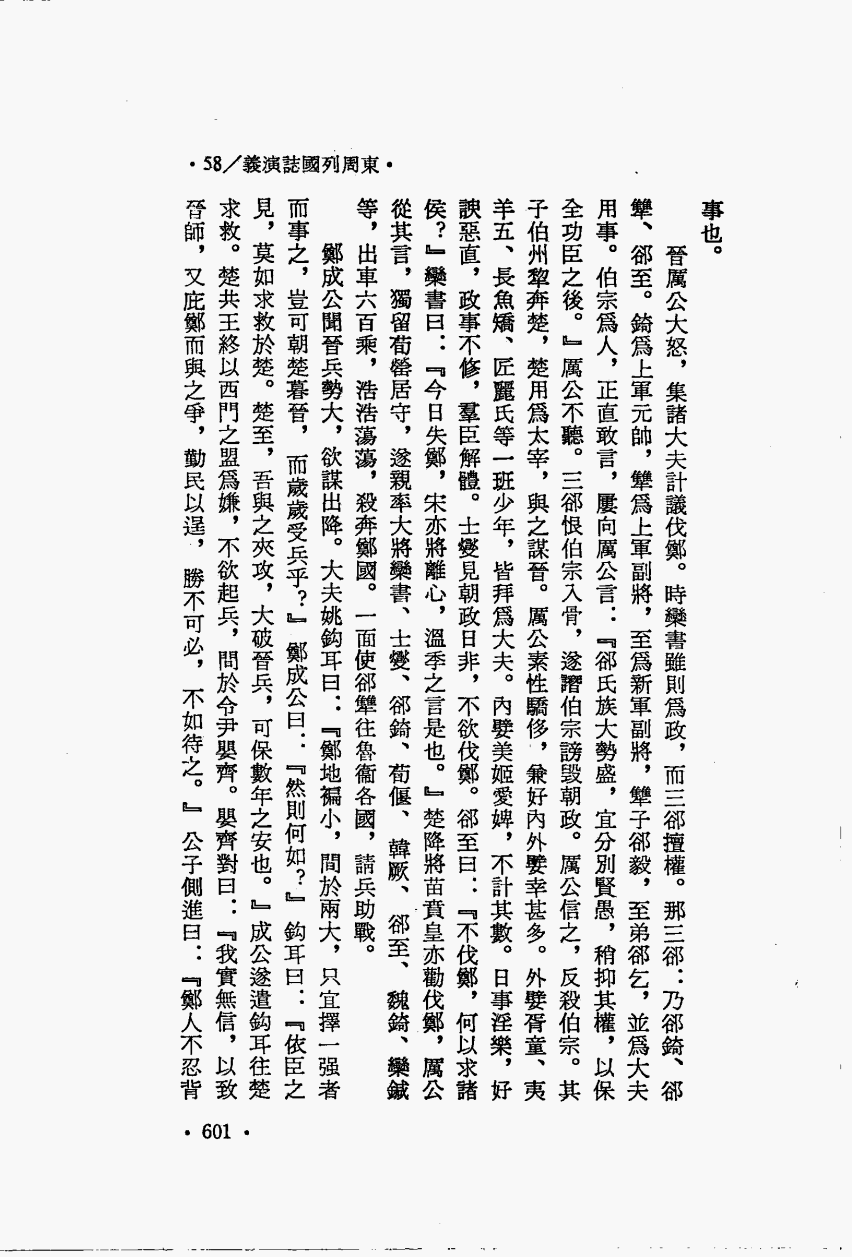 •東周列國誌演義／58•
事也。
晉厲公大怒，集諸大夫計議伐鄭。時欒書雖則爲政，而三郤擅權。那三郤：乃郤錡、郤
犨、郤至。錡爲上軍元帥，犨爲上軍副將，至爲新軍副將，犨子郤毅，至弟郤乞，並爲大夫
用事。伯宗爲人，正直敢言，屢向厲公言：『郤氏族大勢盛，宜分別賢愚，稍抑其權，以保
全功臣之後。』厲公不聽。三郤恨伯宗入骨，遂譖伯宗謗毀朝政。厲公信之，反殺伯宗。其
子伯州犂奔楚，楚用爲太宰，與之謀晉。厲公素性驕侈，兼好內外嬖幸甚多。外嬖胥童、夷
羊五、長魚矯、匠麗氏等一班少年，皆拜爲大夫。內嬖美姬愛婢，不計其數。日事淫樂，好
諛惡直，政事不修，羣臣解體。士燮見朝政日非，不欲伐鄭。郤至曰：『不伐鄭，何以求諸
侯？』欒書曰：『今日失鄭，宋亦將離心，溫季之言是也。』楚降將苗賁皇亦勸伐鄭，厲公
從其言，獨留荀罃居守，遂親率大將欒書、士燮、郤錡、荀偃、韓厥、郤至、魏錡、欒鍼
等，出車六百乘，浩浩蕩蕩，殺奔鄭國。一面使郤犨往魯衞各國，請兵助戰。
鄭成公聞晉兵勢大，欲謀出降。大夫姚鈎耳曰：『鄭地褊小，間於兩大，只宜擇一强者
而事之，豈可朝楚暮晉，而歲歲受兵乎？』鄭成公曰：『然則何如？』鈎耳曰：『依臣之
見，莫如求救於楚。楚至，吾與之夾攻，大破晉兵，可保數年之安也。』成公遂遣鈎耳往楚
求救。楚共王終以西門之盟爲嫌，不欲起兵，問於令尹嬰齊。嬰齊對曰：『我實無信，以致
晉師，又庇鄭而與之爭，勤民以逞，勝不可必，不如待之。』公子側進曰：『鄭人不忍背
•601•